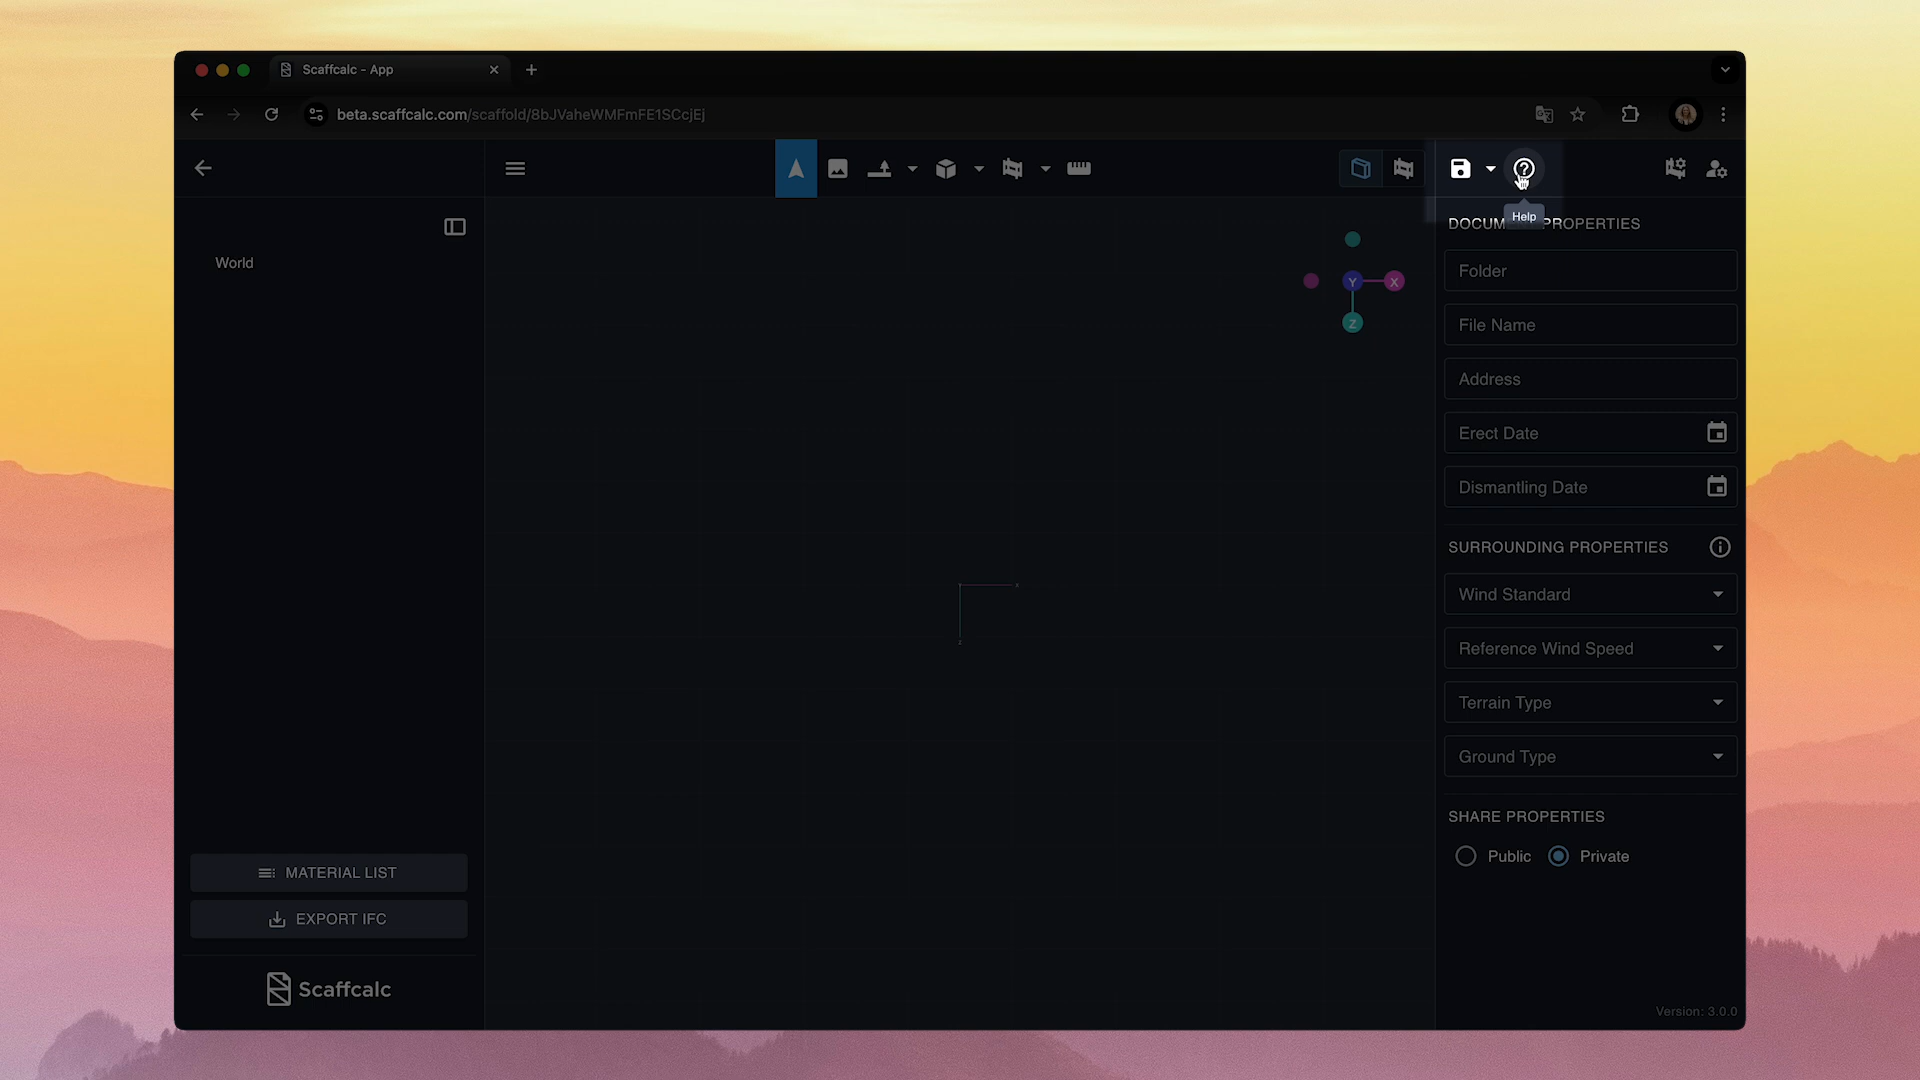 Scaffcalc - App
beta.scaffcalc.com/scaffold/8bJVaheWMFmFE1SCcjEj
Help
DOCUM PROPERTIES
World
Y
X
Z
Folder
File Name
Address
Erect Date
Dismantling Date
SURROUNDING PROPERTIES
Wind Standard
Reference Wind Speed
Terrain Type
Ground Type
SHARE PROPERTIES
Public
Private
MATERIAL LIST
EXPORT IFC
Scaffcalc
Version: 3.0.0